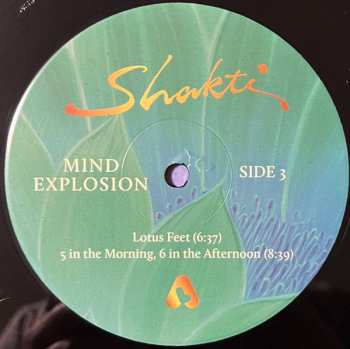 Shakti
MIND EXPLOSION
SIDE 3
Lotus Feet (6:37)
5 in the Morning, 6 in the Afternoon (8:39)